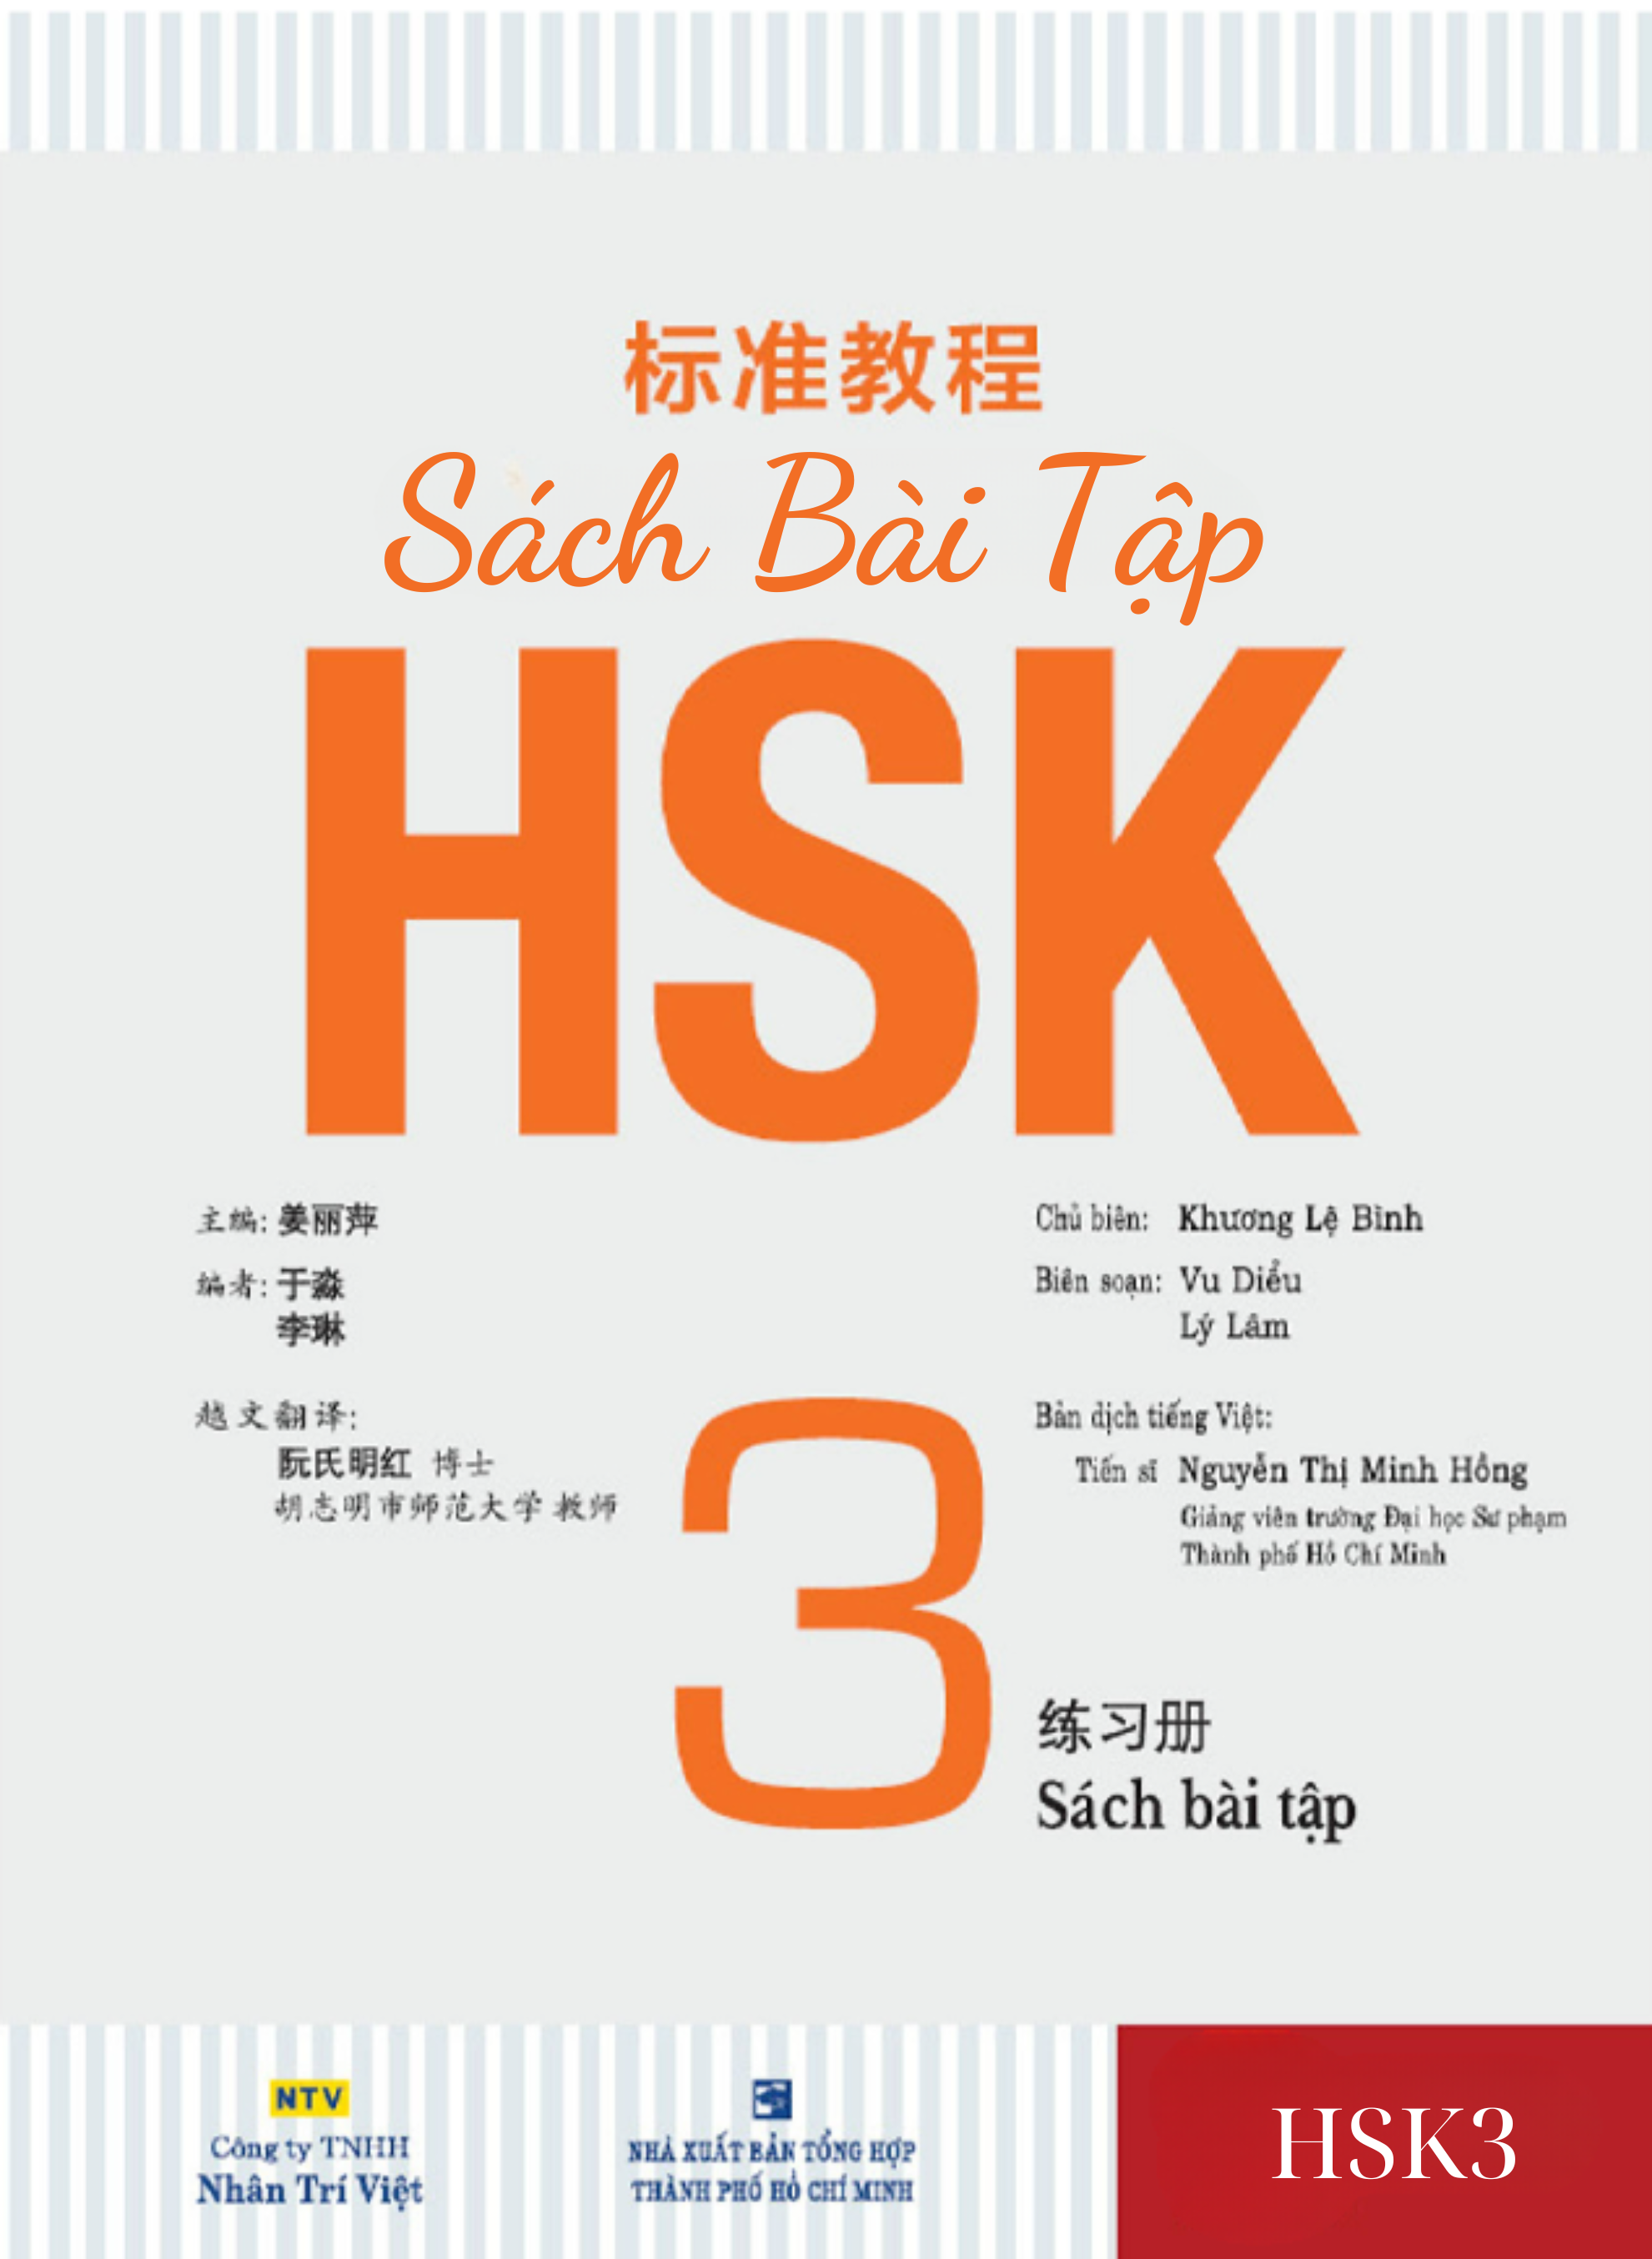 标准教程
Sách Bài Tập
HSK
主编: 姜丽萍
编者: 于淼
李琳
越文翻译:
阮氏明红 博士
胡志明市师范大学 教师
Chủ biên: Khương Lệ Bình
Biên soạn: Vu Diểu
Lý Lâm
Bản dịch tiếng Việt:
Tiến sĩ Nguyễn Thị Minh Hồng
Giảng viên trường Đại học Sư phạm
Thành phố Hồ Chí Minh
3
练习册
Sách bài tập
NTV
Công ty TNHH
Nhân Trí Việt
NHÀ XUẤT BẢN TỔNG HỢP
THÀNH PHỐ HỒ CHÍ MINH
HSK3